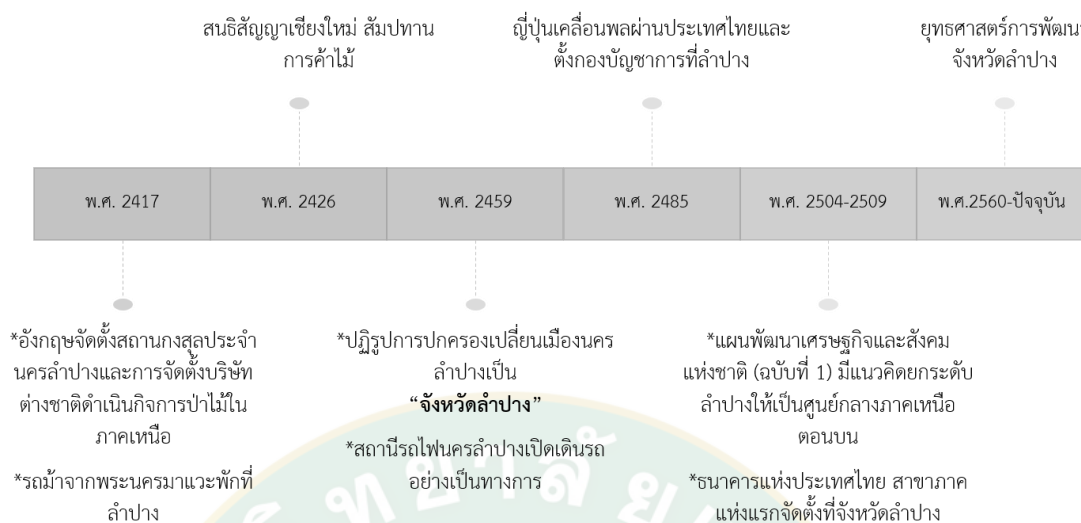 สนธิสัญญาเชียงใหม่ สัมปทาน
การค้าไม้
ญี่ปุ่นเคลื่อนพลผ่านประเทศไทยและ
ตั้งกองบัญชาการที่ลำปาง
ยุทธศาสตร์การพัฒน
จังหวัดลำปาง
พ.ศ. 2417
พ.ศ. 2426
พ.ศ. 2459
พ.ศ. 2485
พ.ศ. 2504-2509
พ.ศ.2560-ปัจจุบัน
*อังกฤษจัดตั้งสถานกงสุลประจำ
นครลำปางและการจัดตั้งบริษัท
ต่างชาติดำเนินกิจการป่าไม้ใน
ภาคเหนือ
*รถม้าจากพระนครมาแวะพักที่
ลำปาง
*ปฏิรูปการปกครองเปลี่ยนเมืองนคร
ลำปางเป็น
“จังหวัดลำปาง”
*สถานีรถไฟนครลำปางเปิดเดินรถ
อย่างเป็นทางการ
*แผนพัฒนาเศรษฐกิจและสังคม
แห่งชาติ (ฉบับที่ 1) มีแนวคิดยกระดับ
ลำปางให้เป็นศูนย์กลางภาคเหนือ
ตอนบน
*ธนาคารแห่งประเทศไทย สาขาภาค
แห่งแรกจัดตั้งที่จังหวัดลำปาง